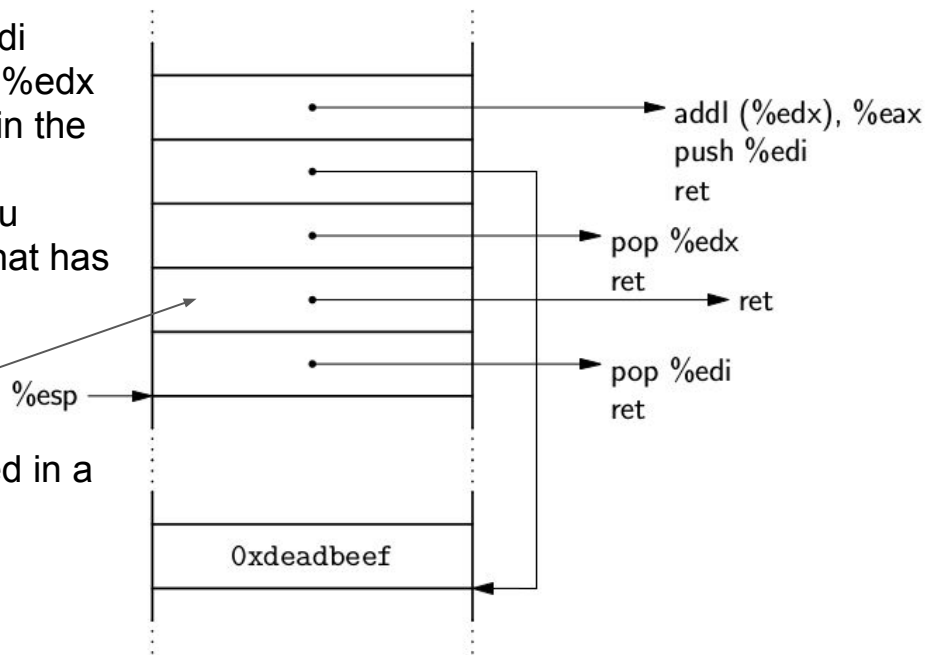 di
%edx
in the
u
hat has
%esp
ed in a
addl (%edx), %eax
push %edi
ret
pop %edx
ret
ret
pop %edi
ret
0xdeadbeef